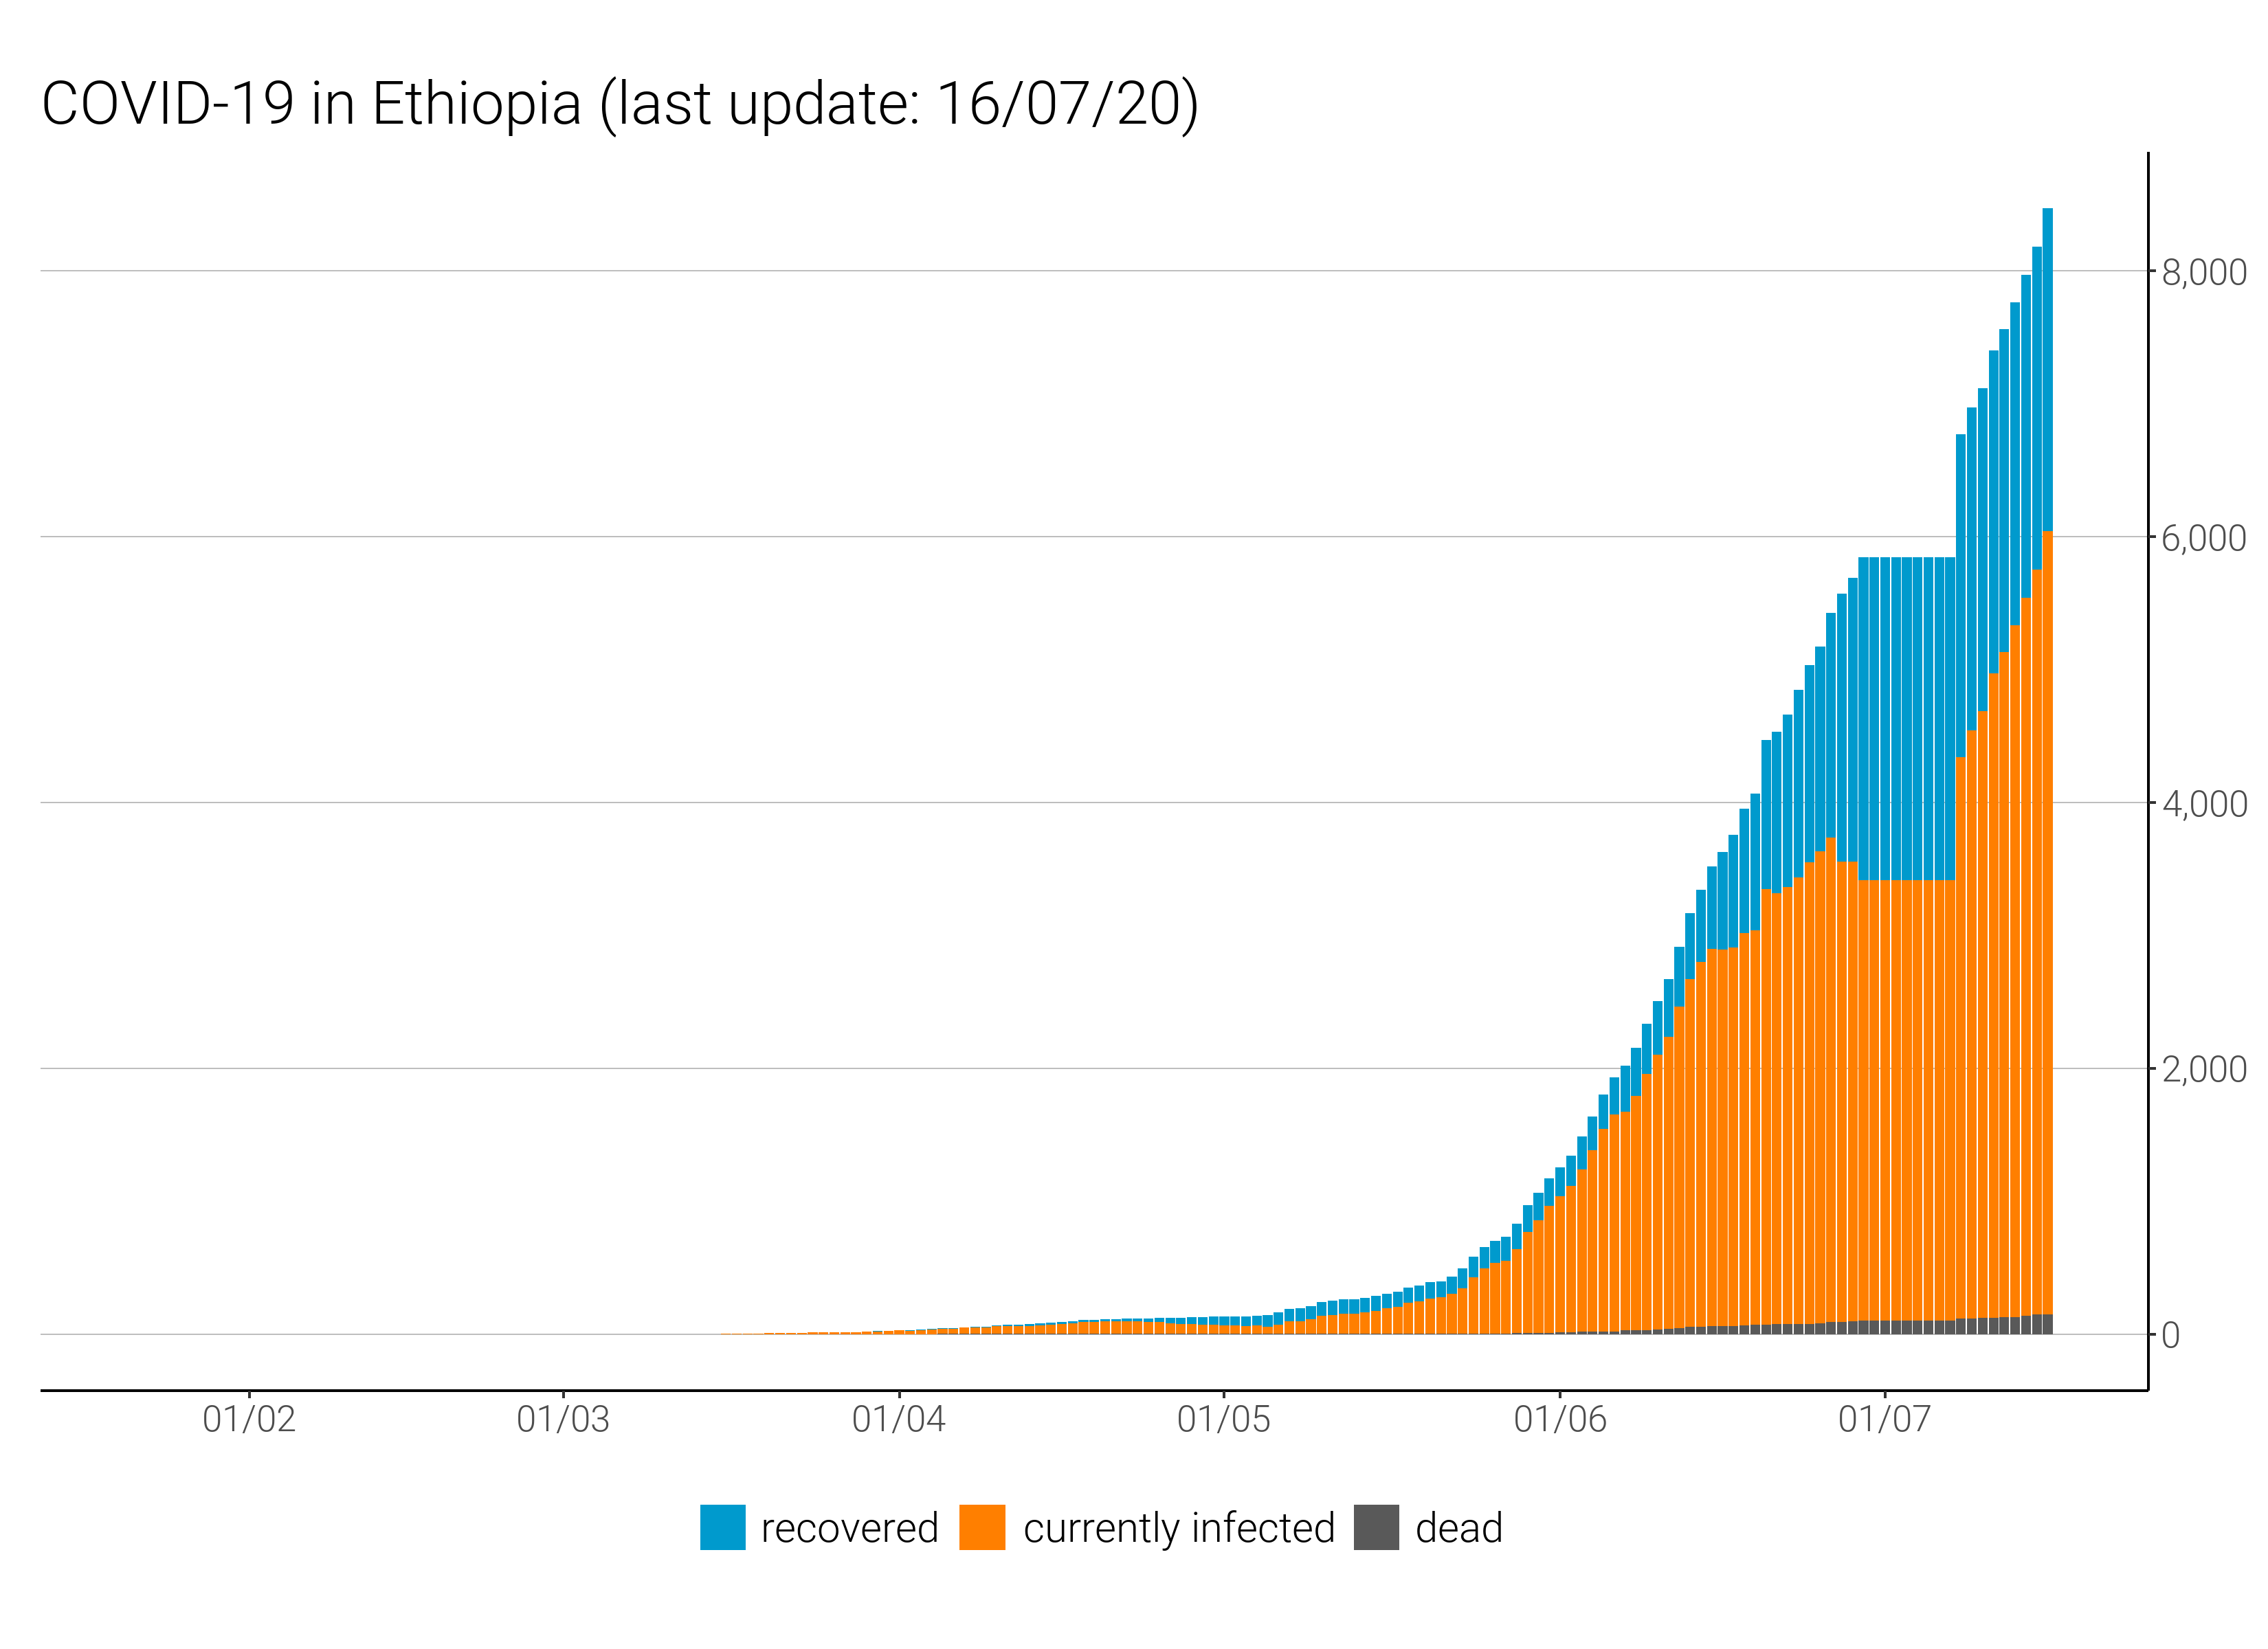 COVID-19 in Ethiopia (last update: 16/07/20)
8,000
6,000
4,000
2,000
0
01/02 01/03 01/04 01/05 01/06 01/07
recovered currently infected dead